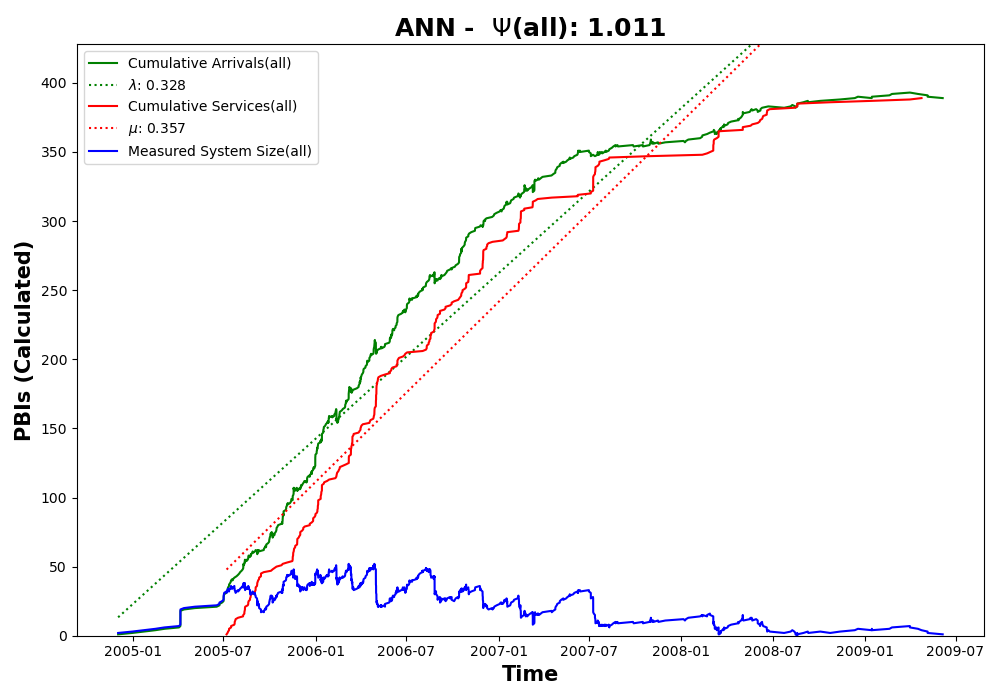 ANN -  Ψ(all): 1.011
Cumulative Arrivals(all)
λ: 0.328
Cumulative Services(all)
μ: 0.357
Measured System Size(all)
PBIs (Calculated)
400
350
300
250
200
150
100
50
0
2005-01 2005-07 2006-01 2006-07 2007-01 2007-07 2008-01 2008-07 2009-01 2009-07
Time